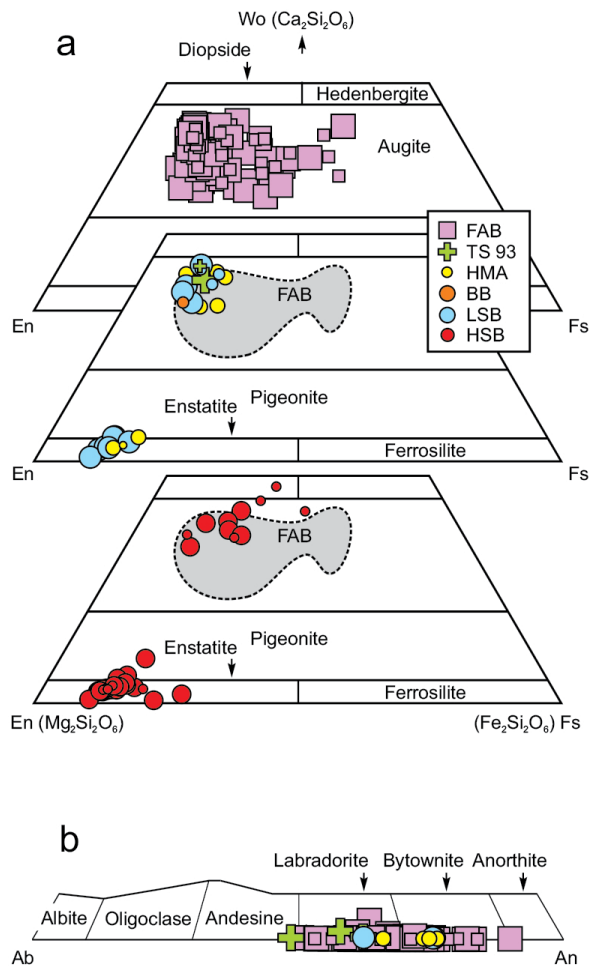 a
Wo (Ca₂Si₂O₆)
Diopside
Hedenbergite
Augite
FAB
TS 93
HMA
BB
LSB
HSB
En
Fs
FAB
Pigeonite
Enstatite
Ferrosilite
En
Fs
FAB
Pigeonite
Enstatite
Ferrosilite
En (Mg₂Si₂O₆)
(Fe₂Si₂O₆) Fs
b
Labradorite
Bytownite
Anorthite
Albite
Oligoclase
Andesine
Ab
An